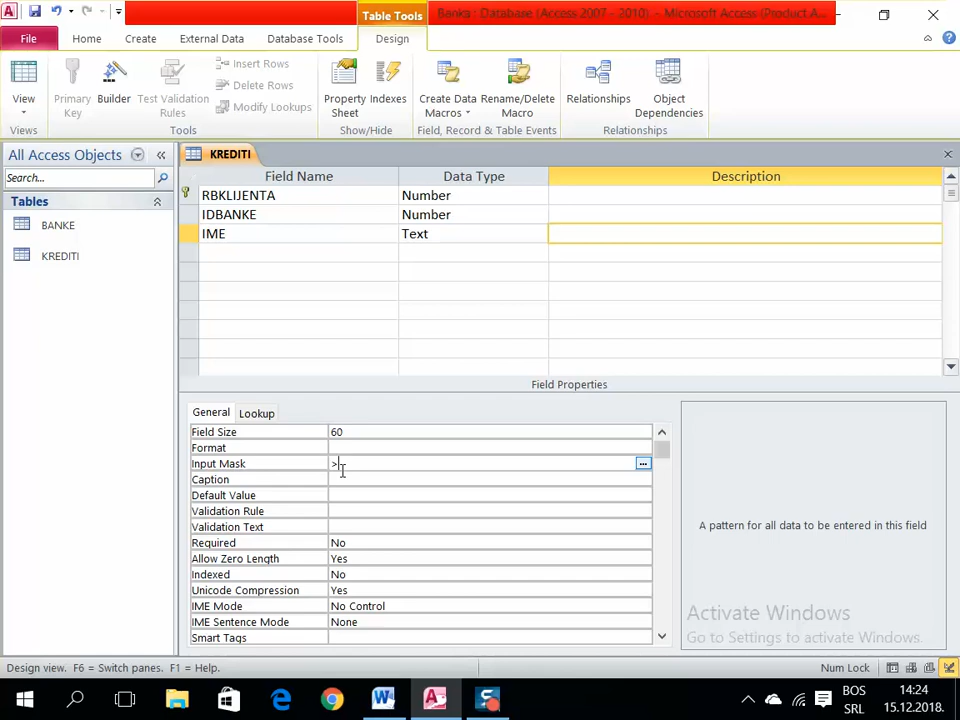 Table Tools
Banka : Database (Access 2007 - 2010) - Microsoft Access (Product A...
File
Home
Create
External Data
Database Tools
Design
View
Primary Key
Builder
Test Validation Rules
Insert Rows
Delete Rows
Modify Lookups
Property Sheet
Indexes
Create Data Macros
Rename/Delete Macro
Relationships
Object Dependencies
Views
Tools
Show/Hide
Field, Record & Table Events
Relationships
All Access Objects
Search...
Tables
BANKE
KREDITI
KREDITI
Field Name Data Type Description
RBKLIJENTA Number
IDBANKE Number
IME Text
Field Properties
General Lookup
Field Size 60
Format
Input Mask >
Caption
Default Value
Validation Rule
Validation Text
Required No
Allow Zero Length Yes
Indexed No
Unicode Compression Yes
IME Mode No Control
IME Sentence Mode None
Smart Tags
A pattern for all data to be entered in this field
Activate Windows
Go to Settings to activate Windows.
Design view. F6 = Switch panes. F1 = Help.
Num Lock
BOS
SRL
14:24
15.12.2018.